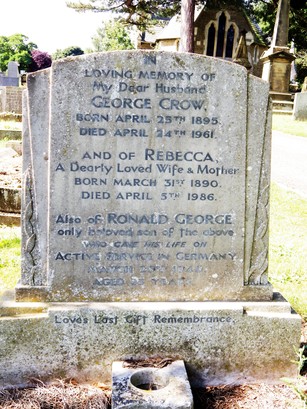 IN
LOVING MEMORY OF
My Dear Husband
GEORGE CROW,
BORN APRIL 25TH 1895.
DIED APRIL 24TH 1961.
AND OF REBECCA,
A Dearly Loved Wife & Mother
BORN MARCH 31ST 1890.
DIED APRIL 5TH 1986.
Also of RONALD GEORGE
only beloved son of the above
WHO GAVE HIS LIFE ON
ACTIVE SERVICE IN GERMANY
MARCH
AGED YEARS.
Loves Last Gift Remembrance.